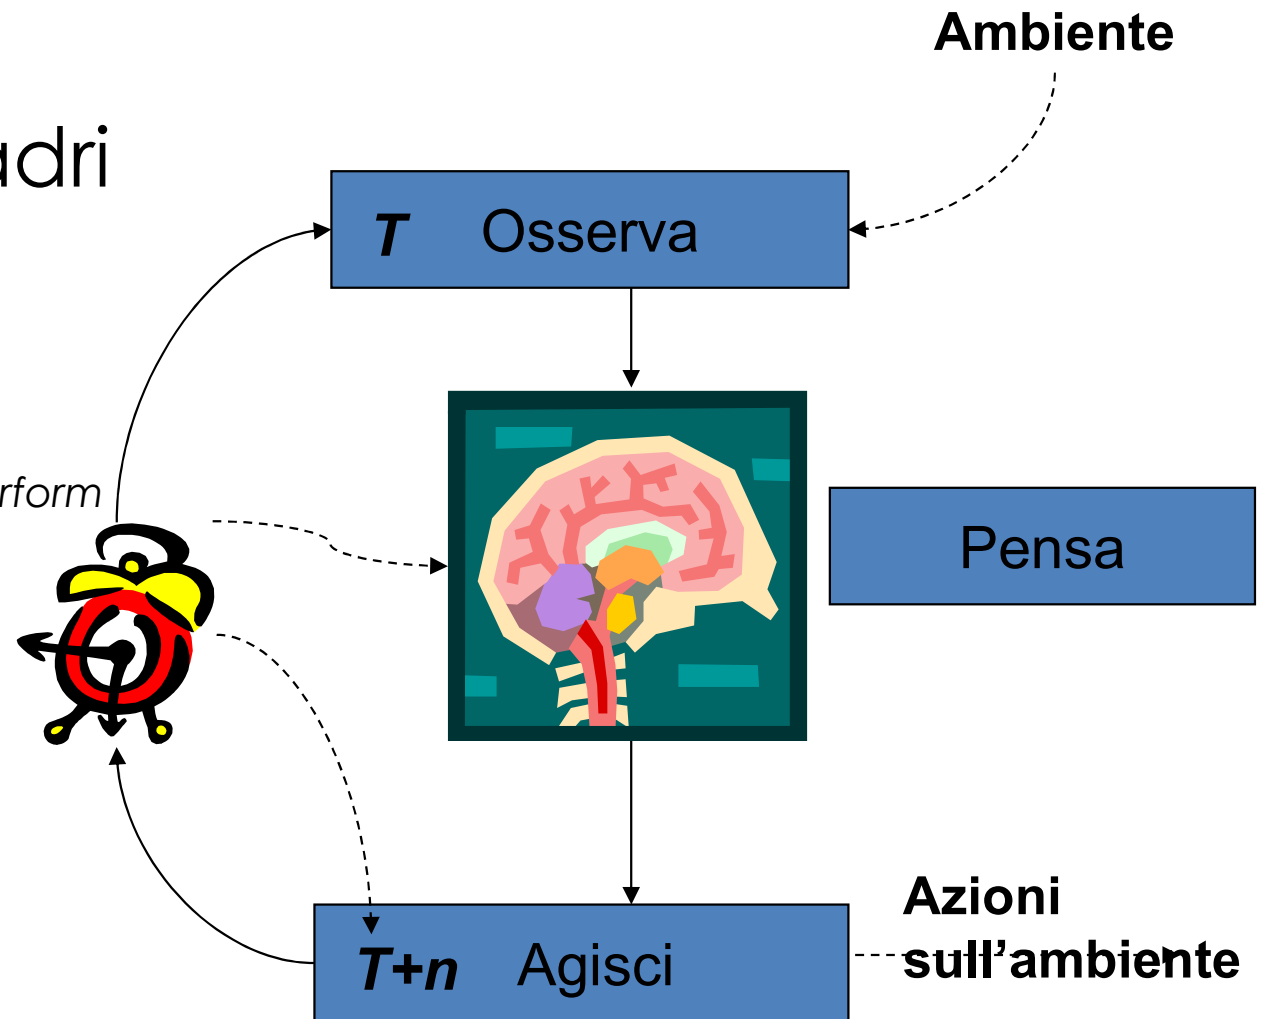 Ambiente
adri
T Osserva
rform
Pensa
Azioni
sull'ambiente
T+n Agisci